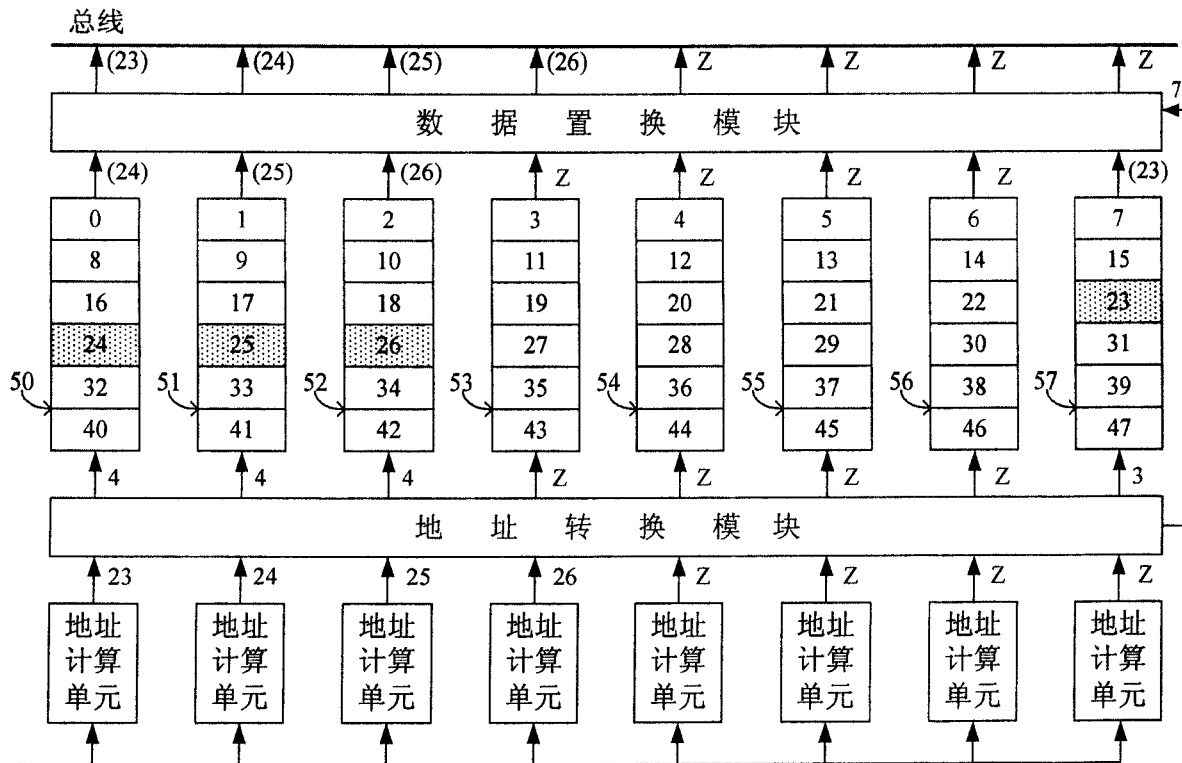 总线
(23) (24) (25) (26) Z Z Z Z
7
数 据 置 换 模 块
(24) (25) (26) Z Z Z Z (23)
0 1 2 3 4 5 6 7
8 9 10 11 12 13 14 15
16 17 18 19 20 21 22 23
24 25 26 27 28 29 30 31
50 51 52 53 54 55 56 57
32 33 34 35 36 37 38 39
40 41 42 43 44 45 46 47
4 4 4 Z Z Z Z 3
地 址 转 换 模 块
23 24 25 26 Z Z Z Z
地址 地址 地址 地址 地址 地址 地址 地址
计算 计算 计算 计算 计算 计算 计算 计算
单元 单元 单元 单元 单元 单元 单元 单元